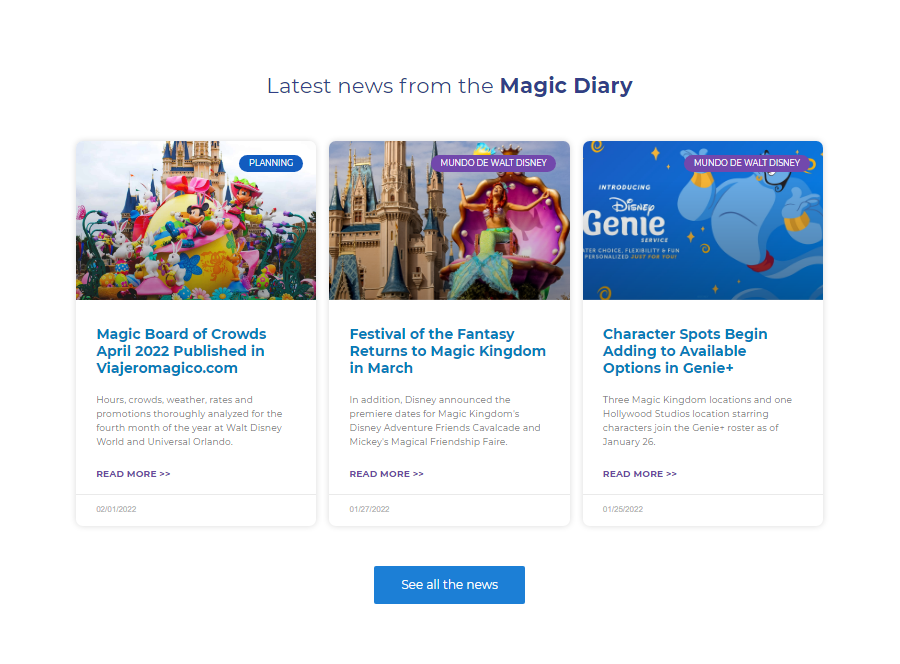 Latest news from the Magic Diary
PLANNING
Magic Board of Crowds
April 2022 Published in
Viajeromagico.com
Hours, crowds, weather, rates and
promotions thoroughly analyzed for the
fourth month of the year at Walt Disney
World and Universal Orlando.
READ MORE >>
02/01/2022
MUNDO DE WALT DISNEY
Festival of the Fantasy
Returns to Magic Kingdom
in March
In addition, Disney announced the
premiere dates for Magic Kingdom's
Disney Adventure Friends Cavalcade and
Mickey's Magical Friendship Faire.
READ MORE >>
01/27/2022
MUNDO DE WALT DISNEY
INTRODUCING
Disney
Genie
SERVICE
CHOICE, FLEXIBILITY & FUN
PERSONALIZED JUST FOR YOU!
Character Spots Begin
Adding to Available
Options in Genie+
Three Magic Kingdom locations and one
Hollywood Studios location starring
characters join the Genie+ roster as of
January 26.
READ MORE >>
01/25/2022
See all the news